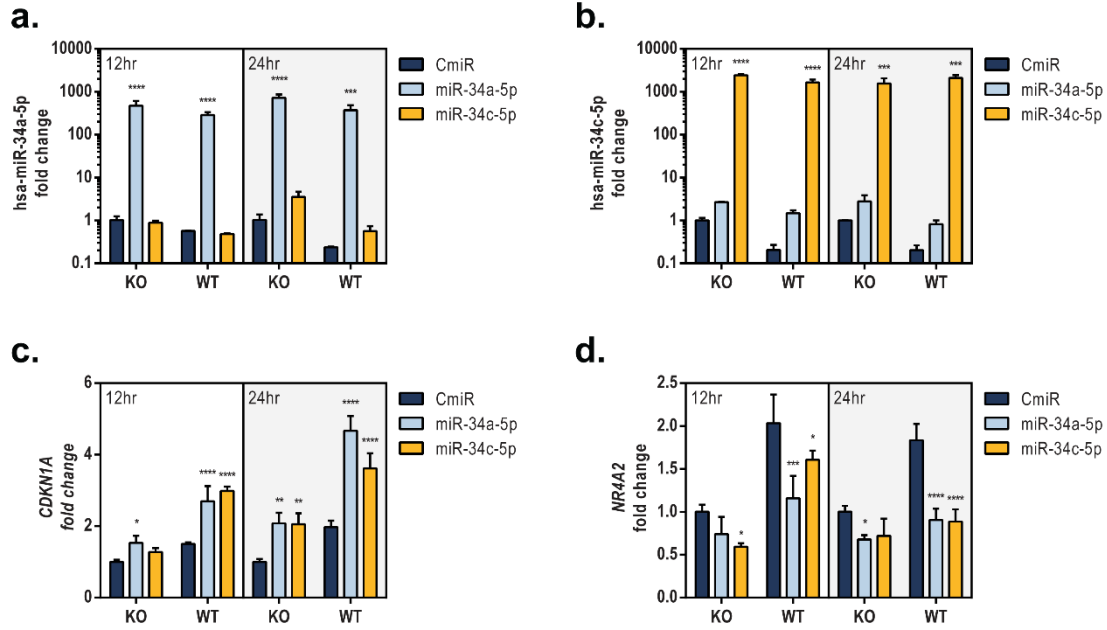 a.
hsa-miR-34a-5p
fold change
10000
1000
100
10
1
0.1
12hr
24hr
****
****
****
***
KO
WT
KO
WT
CmiR
miR-34a-5p
miR-34c-5p
b.
hsa-miR-34c-5p
fold change
10000
1000
100
10
1
0.1
12hr
24hr
****
****
***
***
KO
WT
KO
WT
CmiR
miR-34a-5p
miR-34c-5p
c.
CDKN1A
fold change
6
4
2
0
12hr
24hr
*
****
****
**
**
****
****
KO
WT
KO
WT
CmiR
miR-34a-5p
miR-34c-5p
d.
NR4A2
fold change
2.5
2.0
1.5
1.0
0.5
0.0
12hr
24hr
*
***
*
*
****
****
KO
WT
KO
WT
CmiR
miR-34a-5p
miR-34c-5p